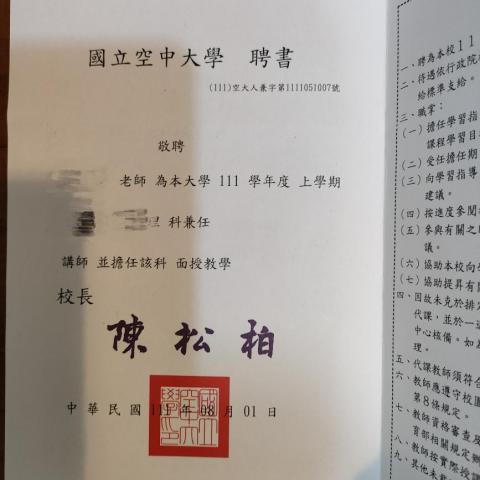 國立空中大學 聘書
(111)空大人兼字第1111051007號
敬聘
老師 為本大學 111 學年度 上學期
科兼任
講師 並擔任該科 面授教學
校長
陳松柏
中華民國 111 年 08 月 01 日
一、聘為本校11
二、待遇依行政院
給標準支給。
三、職掌：
(一)擔任學習指
課程學習目
(二)受任擔任期
(三)向學習指導
建議。
(四)按進度參閱
(五)參與有關之
議。
(六)協助本校向
(七)協助提昇有
四、因故未克於排
代課，並於一
中心核備。如
理。
五、代課教師須符合
六、教師應遵守校園
第8條規定。
七、教師資格審查及
育部相關規定辦
八、教師按實際授
九、其他未